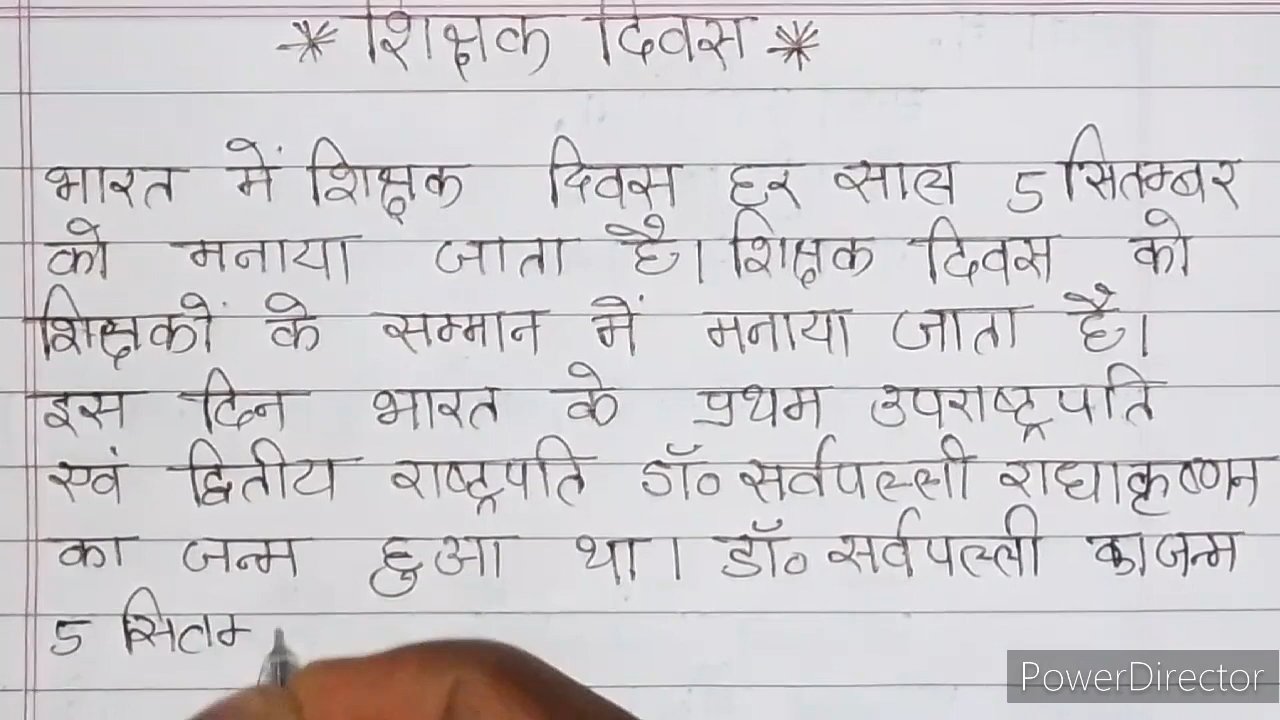 * शिक्षक दिवस *
भारत में शिक्षक दिवस हर साल 5 सितम्बर
को मनाया जाता है। शिक्षक दिवस को
शिक्षकों के सम्मान में मनाया जाता है।
इस दिन भारत के प्रथम उपराष्ट्रपति
एवं द्वितीय राष्ट्रपति डॉ० सर्वपल्ली राधाकृष्णन
का जन्म हुआ था। डॉ० सर्वपल्ली का जन्म
5 सितम
PowerDirector